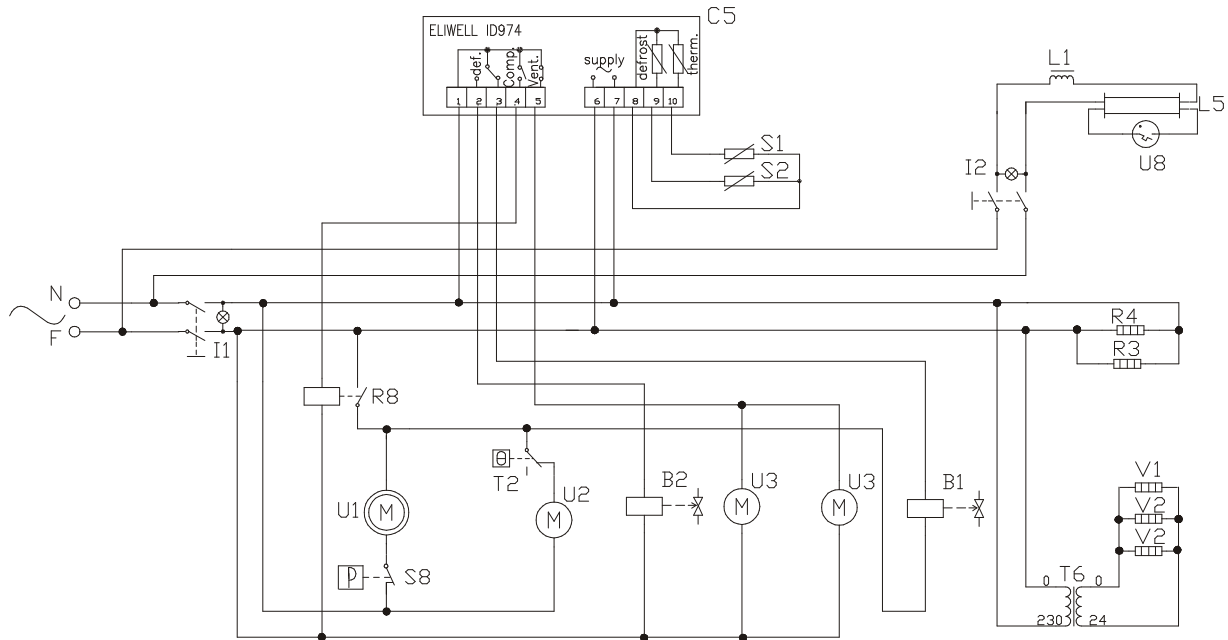 C5
ELIWELL ID974
def.
Comp.
Vent.
supply
defrost
therm.
1 2 3 4 5
6 7 8 9 10
L1
L5
U8
S1
S2
I2
N
F
I1
R4
R3
R8
T2
U1
U2
B2
U3
U3
B1
P
S8
V1
V2
V2
0 T6 0
230 24
M
M
M
M
θ